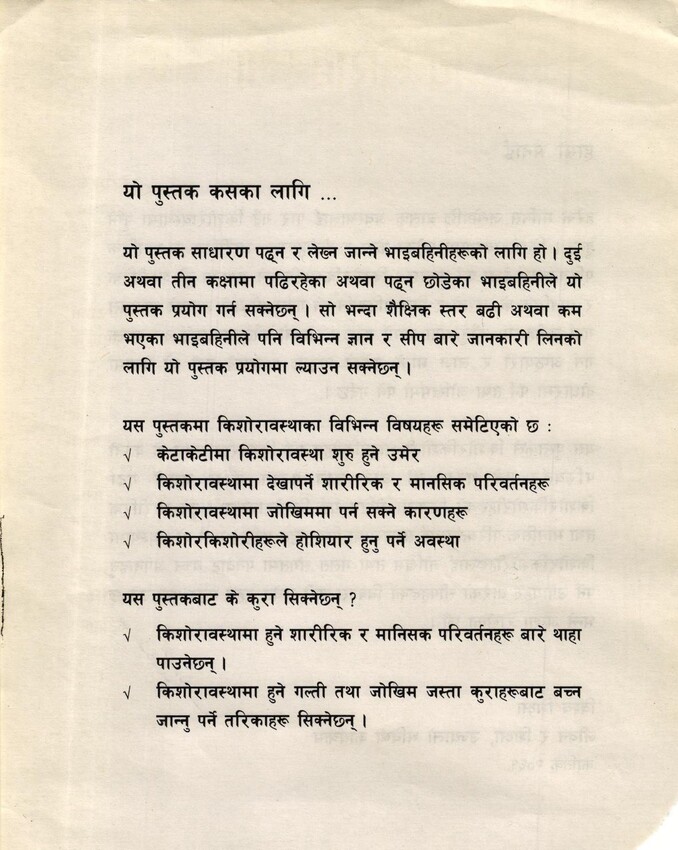 यो पुस्तक कसका लागि ...
यो पुस्तक साधारण पढ्न र लेख्न जान्ने भाइबहिनीहरूको लागि हो । दुई
अथवा तीन कक्षामा पढिरहेका अथवा पढ्न छोडेका भाइबहिनीले यो
पुस्तक प्रयोग गर्न सक्नेछन् । सो भन्दा शैक्षिक स्तर बढी अथवा कम
भएका भाइबहिनीले पनि विभिन्न ज्ञान र सीप बारे जानकारी लिनको
लागि यो पुस्तक प्रयोगमा ल्याउन सक्नेछन् ।
यस पुस्तकमा किशोरावस्थाका विभिन्न विषयहरू समेटिएको छ :
√ केटाकेटीमा किशोरावस्था शुरु हुने उमेर
√ किशोरावस्थामा देखापर्ने शारीरिक र मानसिक परिवर्तनहरू
√ किशोरावस्थामा जोखिममा पर्न सक्ने कारणहरू
√ किशोरकिशोरीहरूले होशियार हुनु पर्ने अवस्था
यस पुस्तकबाट के कुरा सिक्नेछन् ?
√ किशोरावस्थामा हुने शारीरिक र मानिसक परिवर्तनहरू बारे थाहा
पाउनेछन् ।
√ किशोरावस्थामा हुने गल्ती तथा जोखिम जस्ता कुराहरूबाट बच्न
जान्नु पर्ने तरिकाहरू सिक्नेछन् ।